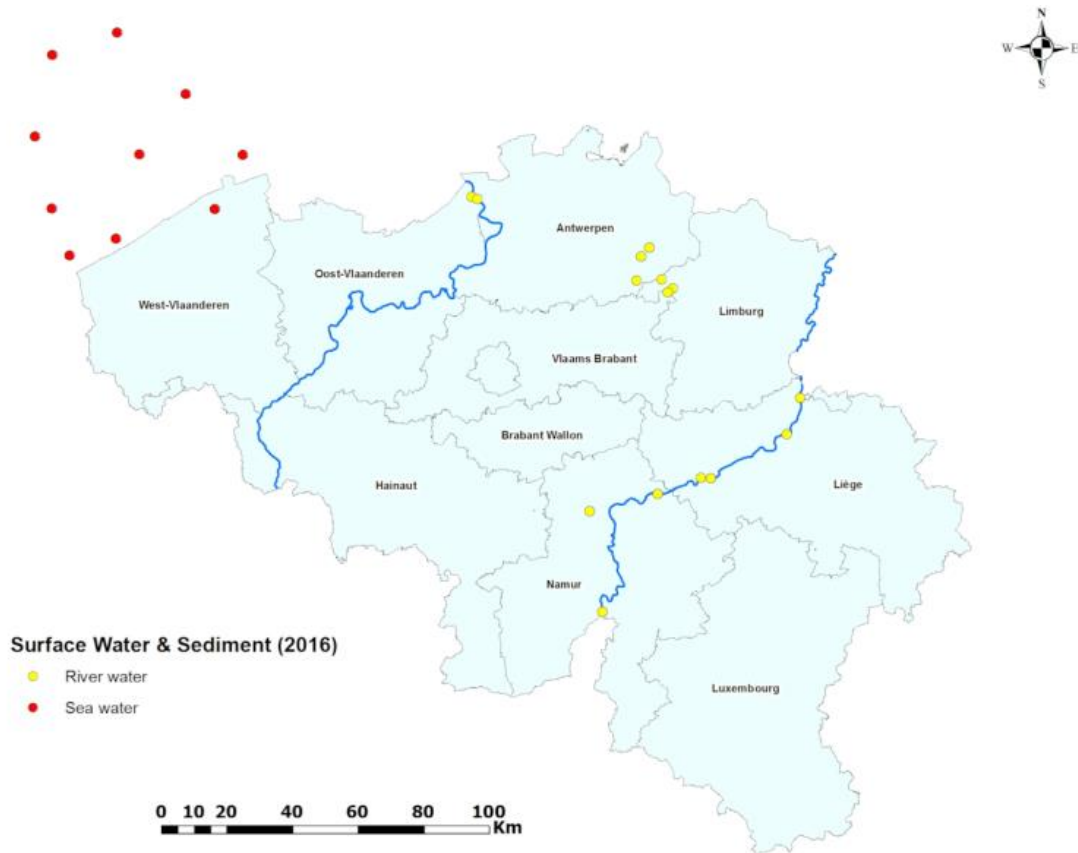 N
W E
S
Antwerpen
Oost-Vlaanderen
West-Vlaanderen
Limburg
Vlaams Brabant
Brabant Wallon
Hainaut
Liège
Namur
Surface Water & Sediment (2016)
River water
Luxembourg
Sea water
0 10 20 40 60 80 100
Km